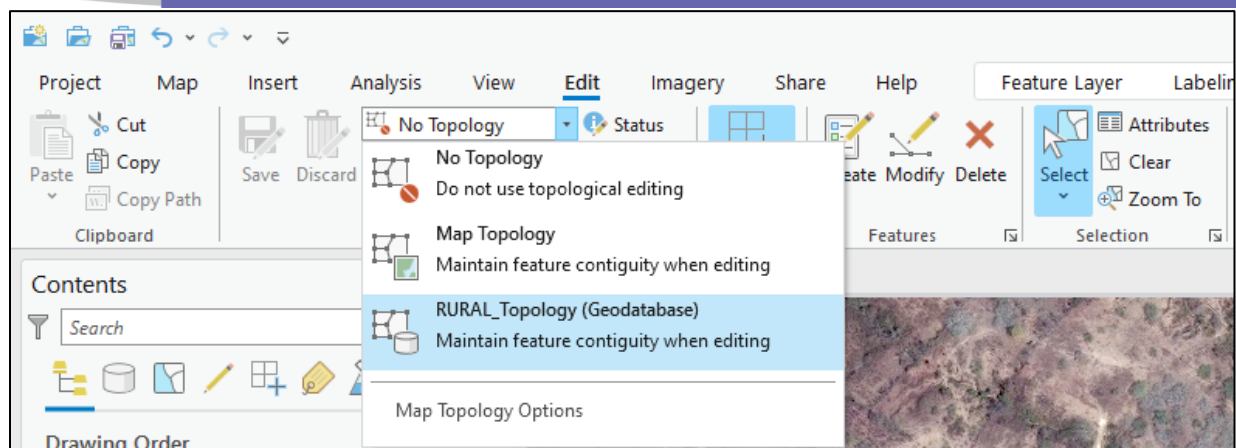 Project Map Insert Analysis View Edit Imagery Share Help Feature Layer
Cut
Copy
Copy Path
Paste
Clipboard
Save Discard
No Topology
Status
No Topology
Do not use topological editing
Map Topology
Maintain feature contiguity when editing
RURAL_Topology (Geodatabase)
Maintain feature contiguity when editing
Map Topology Options
Modify Delete
Features
Select
Attributes
Clear
Zoom To
Selection
Contents
Search
Drawing Order